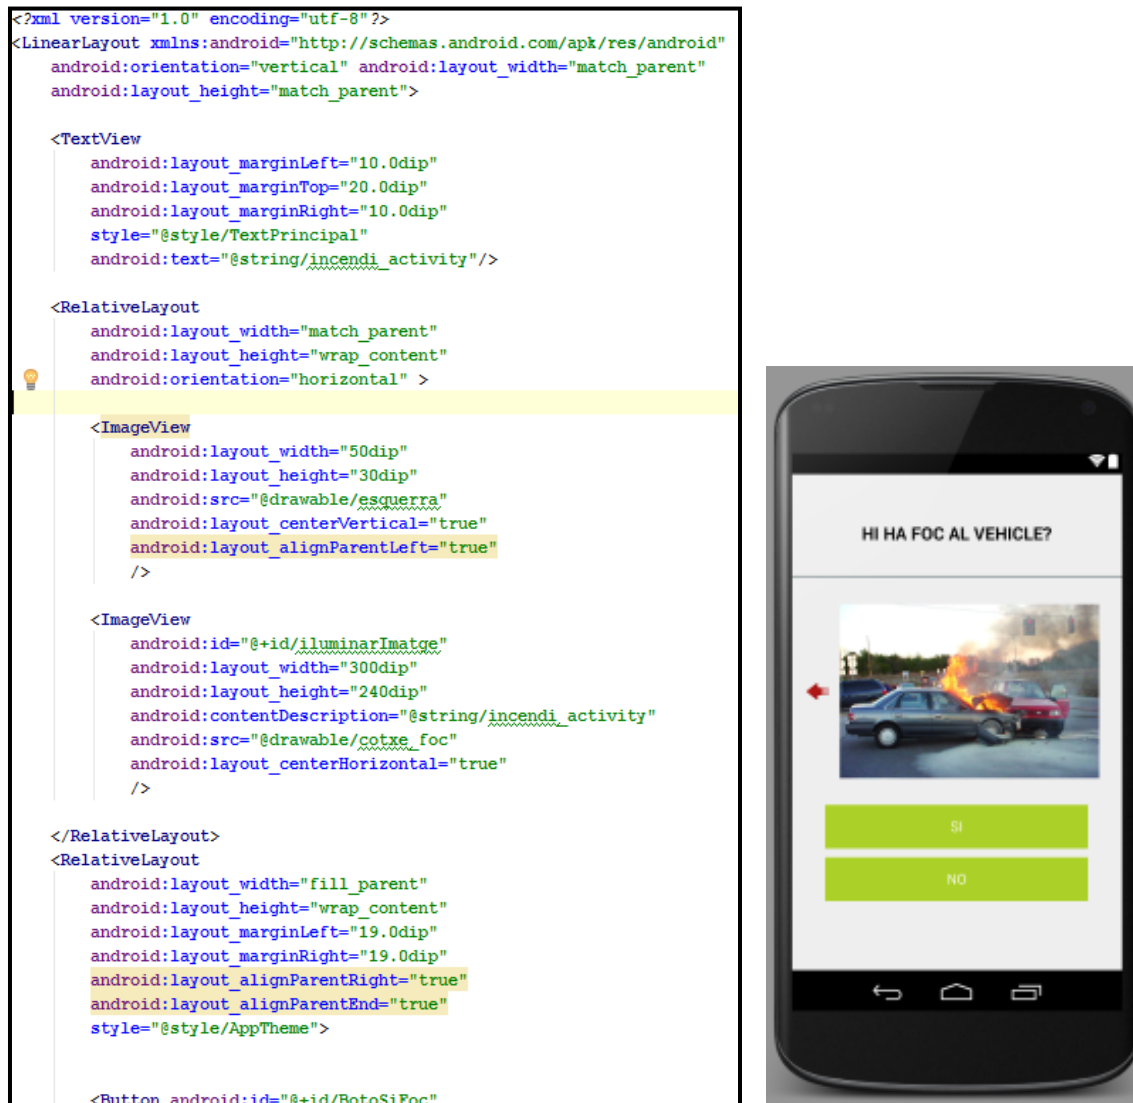 <?xml version="1.0" encoding="utf-8"?>
<LinearLayout xmlns:android="http://schemas.android.com/apk/res/android"
android:orientation="vertical" android:layout_width="match_parent"
android:layout_height="match_parent">
<TextView
android:layout_marginLeft="10.0dip"
android:layout_marginTop="20.0dip"
android:layout_marginRight="10.0dip"
style="@style/TextPrincipal"
android:text="@string/incendi_activity"/>
<RelativeLayout
android:layout_width="match_parent"
android:layout_height="wrap_content"
android:orientation="horizontal" >
<ImageView
android:layout_width="50dip"
android:layout_height="30dip"
android:src="@drawable/esquerra"
android:layout_centerVertical="true"
android:layout_alignParentLeft="true"
/>
<ImageView
android:id="@+id/iluminarImatge"
android:layout_width="300dip"
android:layout_height="240dip"
android:contentDescription="@string/incendi_activity"
android:src="@drawable/cotxe_foc"
android:layout_centerHorizontal="true"
/>
</RelativeLayout>
<RelativeLayout
android:layout_width="fill_parent"
android:layout_height="wrap_content"
android:layout_marginLeft="19.0dip"
android:layout_marginRight="19.0dip"
android:layout_alignParentRight="true"
android:layout_alignParentEnd="true"
style="@style/AppTheme">
<Button android:id="@+id/BotoSiFoc"
HI HA FOC AL VEHICLE?
SI
NO